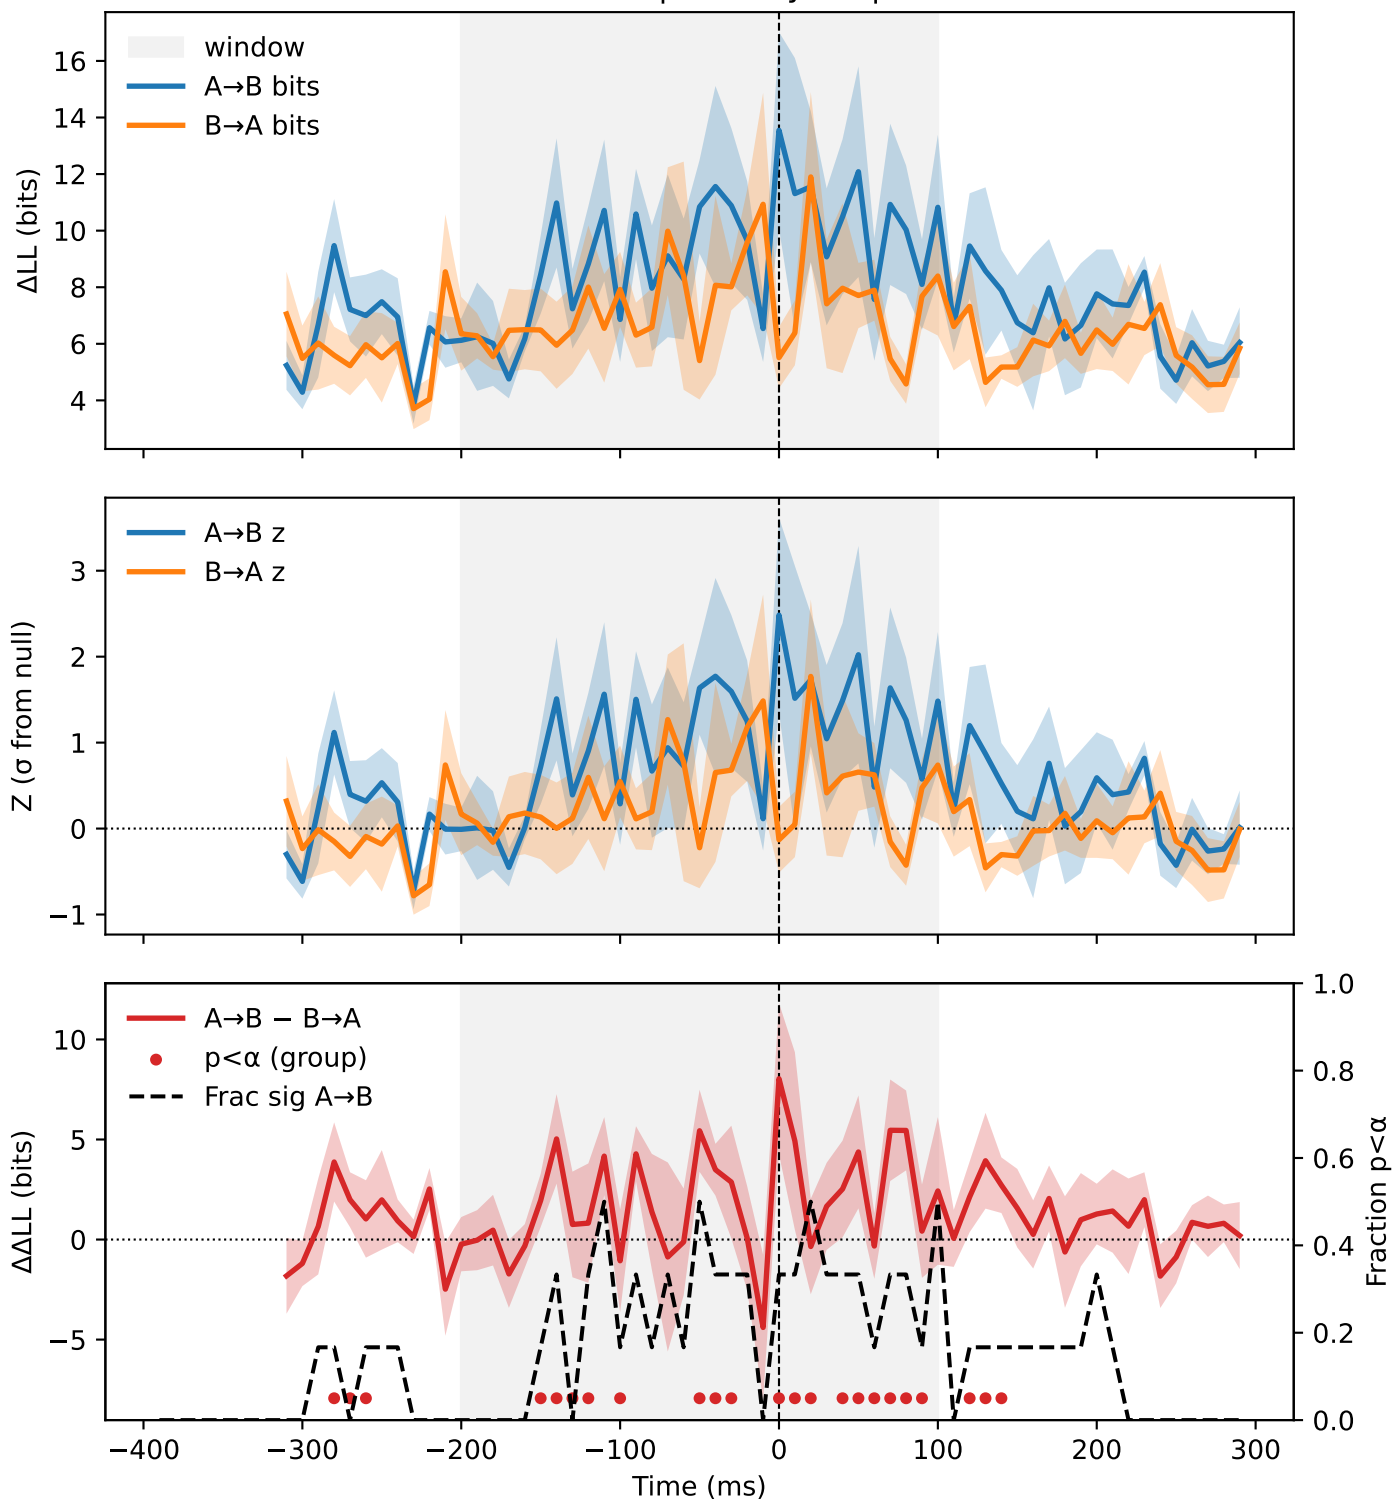 window
A→B bits
B→A bits
16
14
12
10
8
6
4
ΔLL (bits)
A→B z
B→A z
3
2
1
0
−1
Z (σ from null)
A→B − B→A
p<α (group)
Frac sig A→B
10
5
0
−5
ΔΔLL (bits)
1.0
0.8
0.6
0.4
0.2
0.0
Fraction p<α
−400 −300 −200 −100 0 100 200 300
Time (ms)